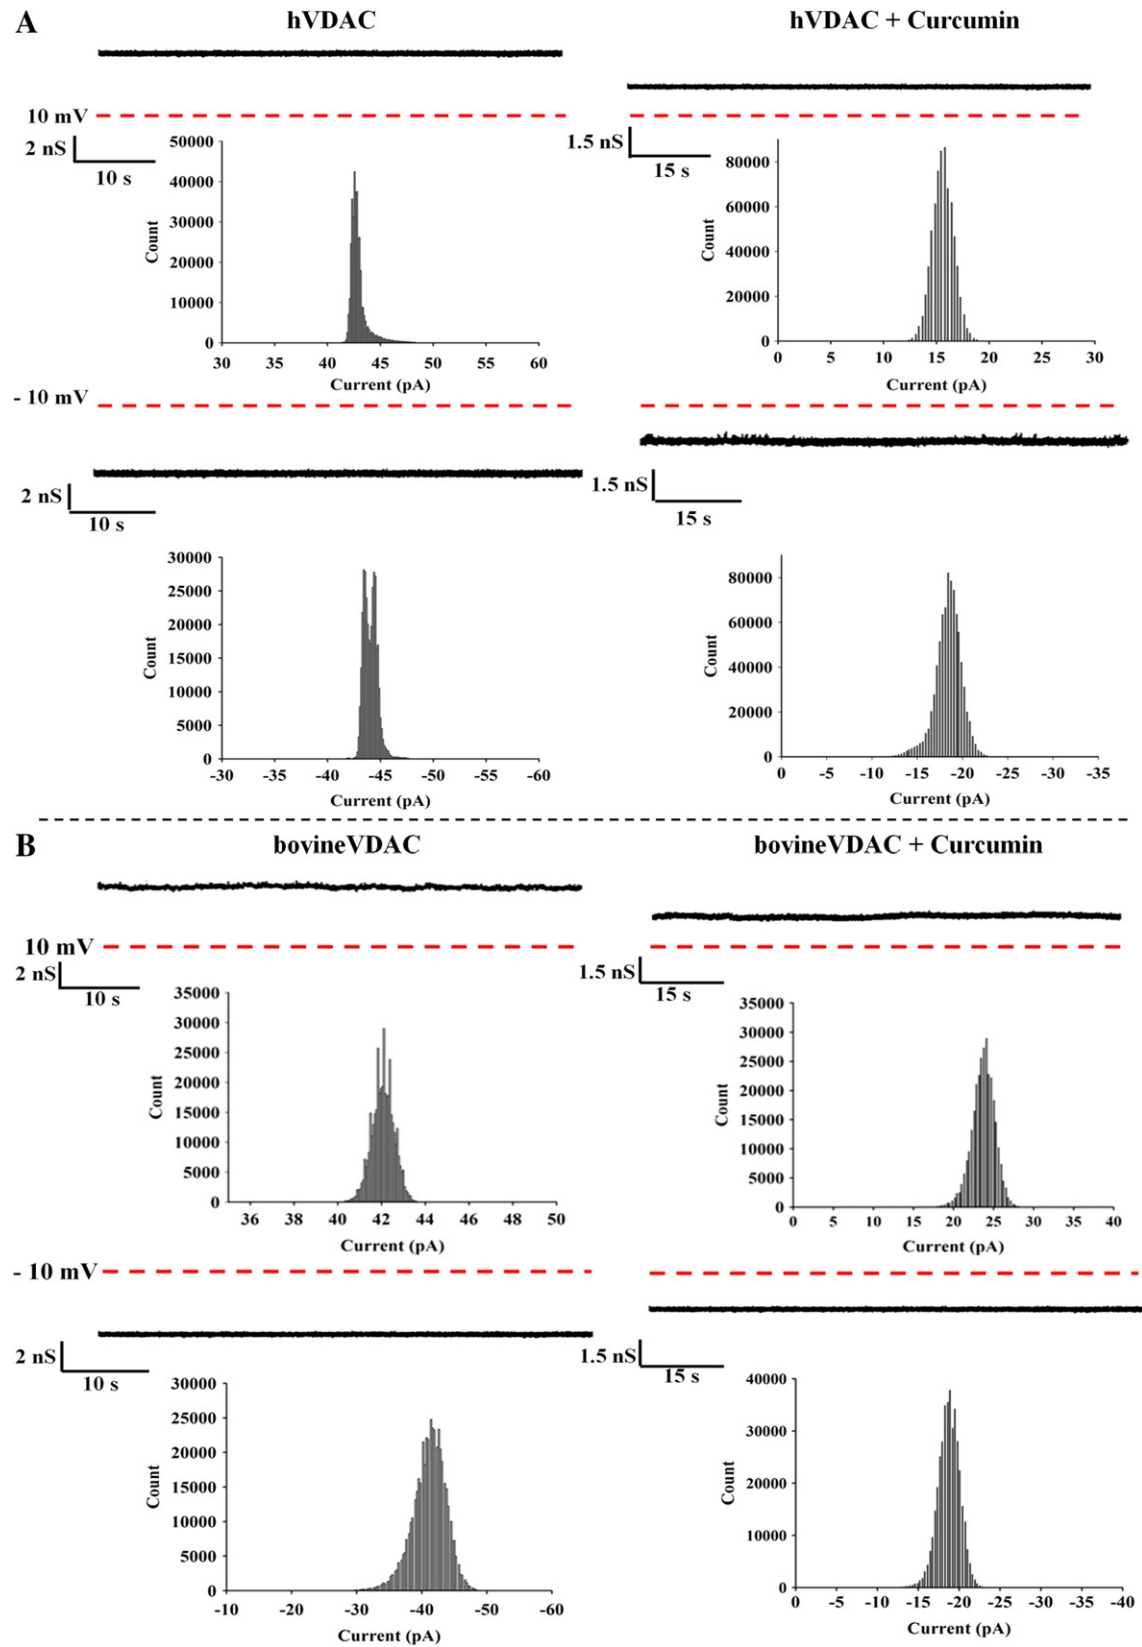 A
hVDAC
hVDAC + Curcumin
10 mV
2 nS
10 s
1.5 nS
15 s
50000
40000
30000
20000
10000
0
Count
30 35 40 45 50 55 60
Current (pA)
80000
60000
40000
20000
0
Count
0 5 10 15 20 25 30
Current (pA)
- 10 mV
2 nS
10 s
1.5 nS
15 s
30000
25000
20000
15000
10000
5000
0
Count
-30 -35 -40 -45 -50 -55 -60
Current (pA)
80000
60000
40000
20000
0
Count
0 -5 -10 -15 -20 -25 -30 -35
Current (pA)
B
bovineVDAC
bovineVDAC + Curcumin
10 mV
2 nS
10 s
1.5 nS
15 s
35000
30000
25000
20000
15000
10000
5000
0
Count
36 38 40 42 44 46 48 50
Current (pA)
35000
30000
25000
20000
15000
10000
5000
0
Count
0 5 10 15 20 25 30 35 40
Current (pA)
- 10 mV
2 nS
10 s
1.5 nS
15 s
30000
25000
20000
15000
10000
5000
0
Count
-10 -20 -30 -40 -50 -60
Current (pA)
40000
30000
20000
10000
0
Count
0 -5 -10 -15 -20 -25 -30 -35 -40
Current (pA)